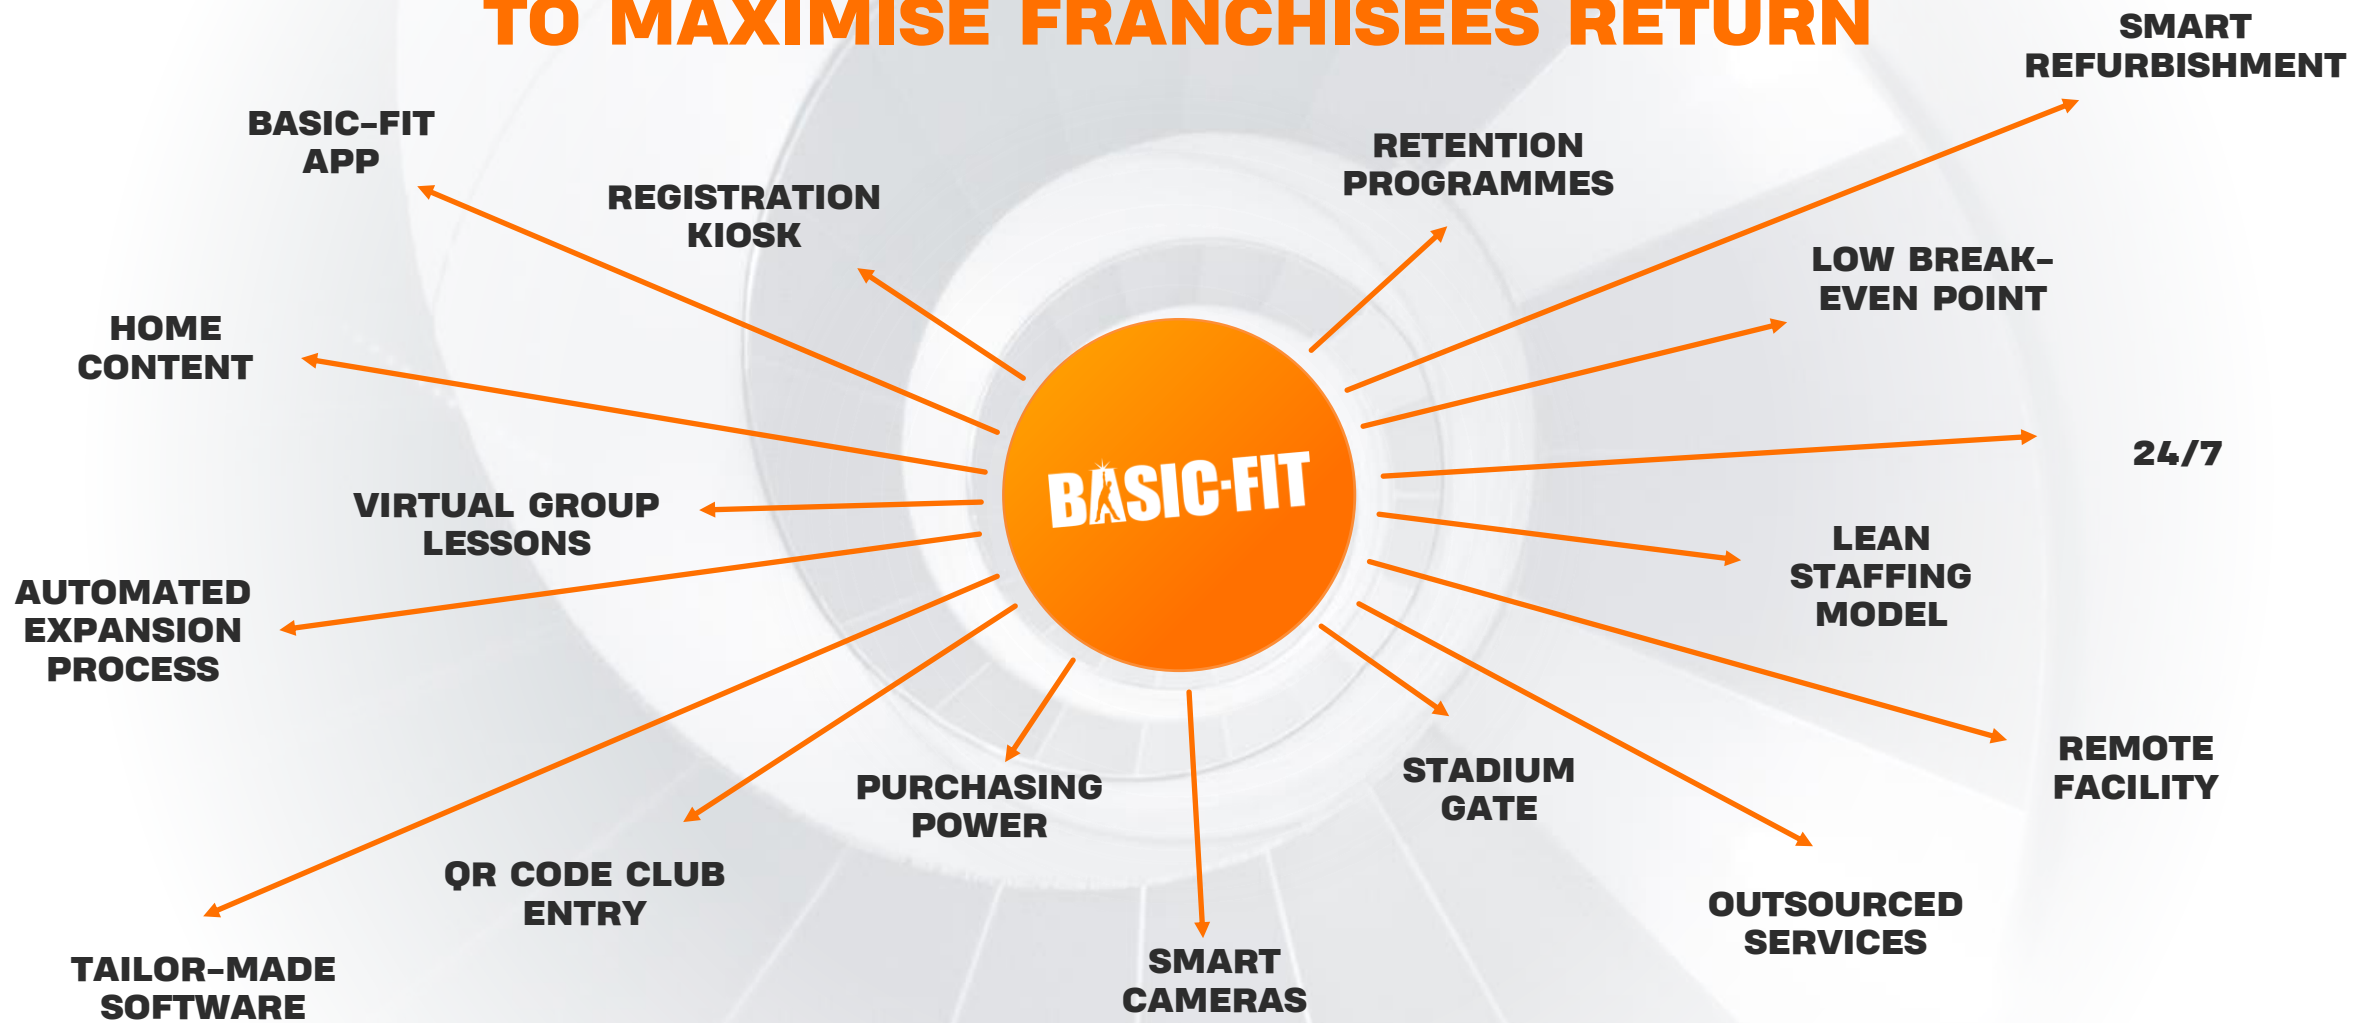 TO MAXIMISE FRANCHISEES RETURN
SMART
REFURBISHMENT
BASIC-FIT
APP
RETENTION
PROGRAMMES
REGISTRATION
KIOSK
LOW BREAK-
EVEN POINT
HOME
CONTENT
24/7
BASIC-FIT
VIRTUAL GROUP
LESSONS
LEAN
STAFFING
MODEL
AUTOMATED
EXPANSION
PROCESS
REMOTE
FACILITY
STADIUM
GATE
PURCHASING
POWER
QR CODE CLUB
ENTRY
OUTSOURCED
SERVICES
SMART
CAMERAS
TAILOR-MADE
SOFTWARE